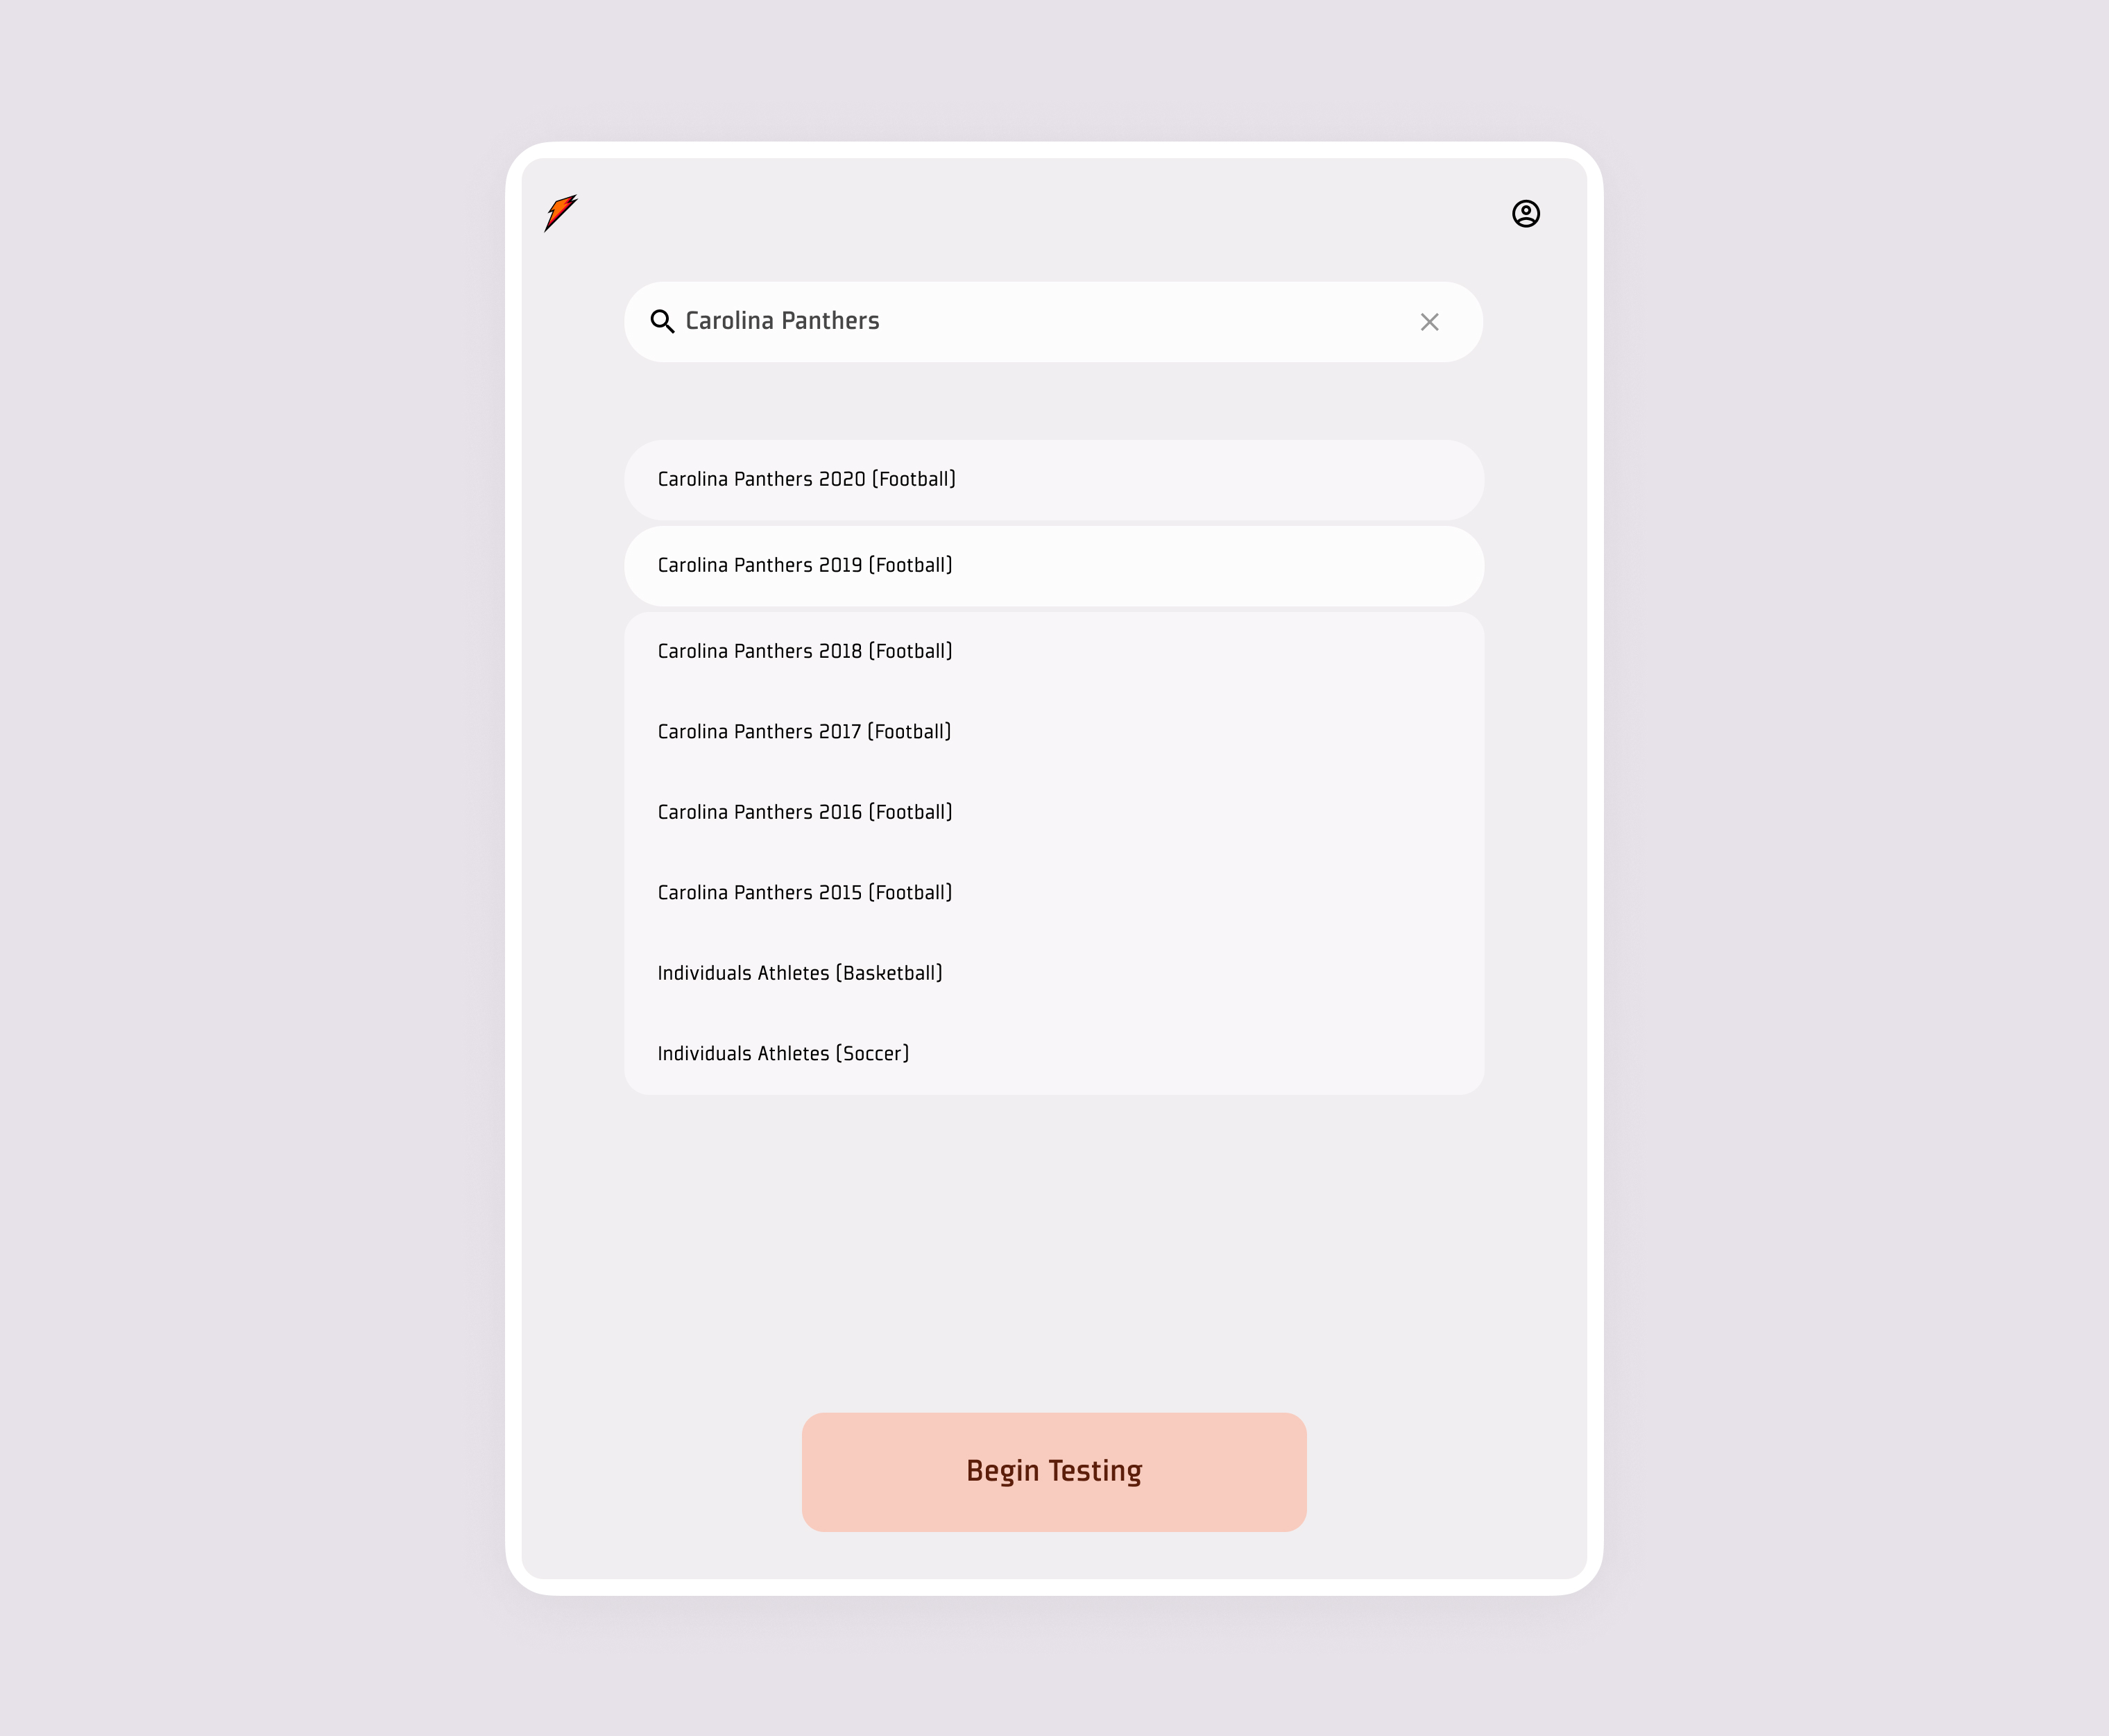 Carolina Panthers
Carolina Panthers 2020 (Football)
Carolina Panthers 2019 (Football)
Carolina Panthers 2018 (Football)
Carolina Panthers 2017 (Football)
Carolina Panthers 2016 (Football)
Carolina Panthers 2015 (Football)
Individuals Athletes (Basketball)
Individuals Athletes (Soccer)
Begin Testing